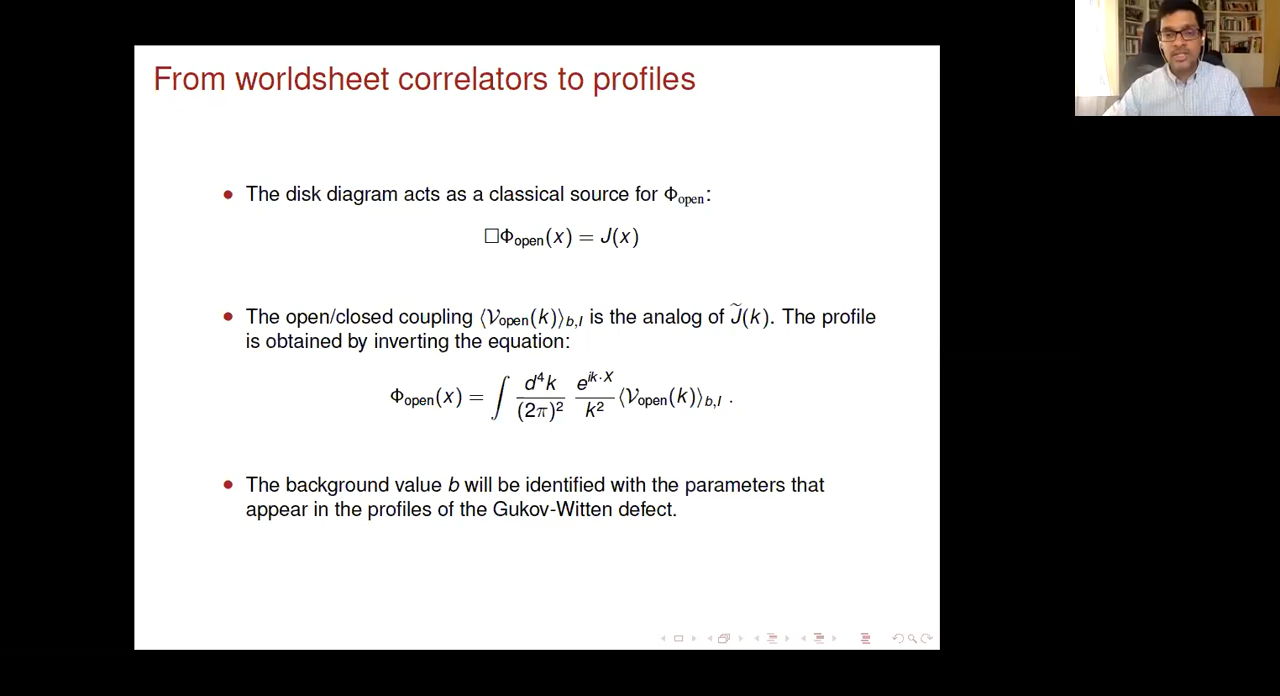 From worldsheet correlators to profiles
• The disk diagram acts as a classical source for Φ_open:
□Φ_open(x) = J(x)
• The open/closed coupling ⟨𝒱_open(k)⟩_{b,I} is the analog of J̃(k). The profile
is obtained by inverting the equation:
Φ_open(x) = ∫ d⁴k/(2π)² e^{ik·X}/k² ⟨𝒱_open(k)⟩_{b,I} .
• The background value b will be identified with the parameters that
appear in the profiles of the Gukov-Witten defect.